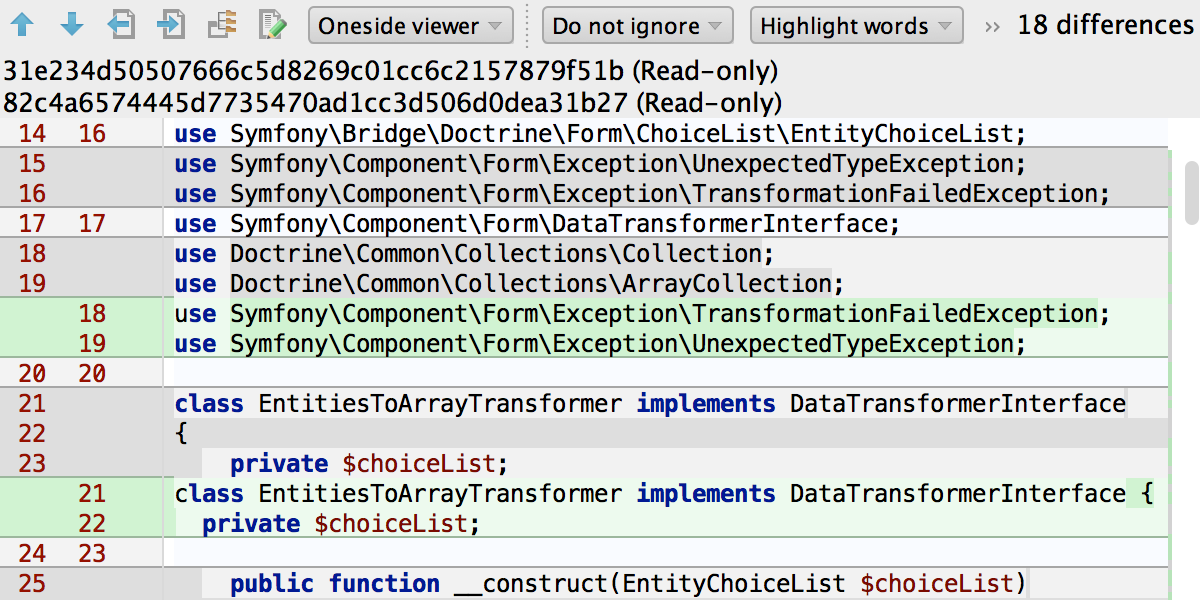 Oneside viewer Do not ignore Highlight words » 18 differences
31e234d50507666c5d8269c01cc6c2157879f51b (Read-only)
82c4a6574445d7735470ad1cc3d506d0dea31b27 (Read-only)
14 16 use Symfony\Bridge\Doctrine\Form\ChoiceList\EntityChoiceList;
15 use Symfony\Component\Form\Exception\UnexpectedTypeException;
16 use Symfony\Component\Form\Exception\TransformationFailedException;
17 17 use Symfony\Component\Form\DataTransformerInterface;
18 use Doctrine\Common\Collections\Collection;
19 use Doctrine\Common\Collections\ArrayCollection;
18 use Symfony\Component\Form\Exception\TransformationFailedException;
19 use Symfony\Component\Form\Exception\UnexpectedTypeException;
20 20
21 class EntitiesToArrayTransformer implements DataTransformerInterface
22 {
23 private $choiceList;
21 class EntitiesToArrayTransformer implements DataTransformerInterface {
22 private $choiceList;
24 23
25 public function __construct(EntityChoiceList $choiceList)